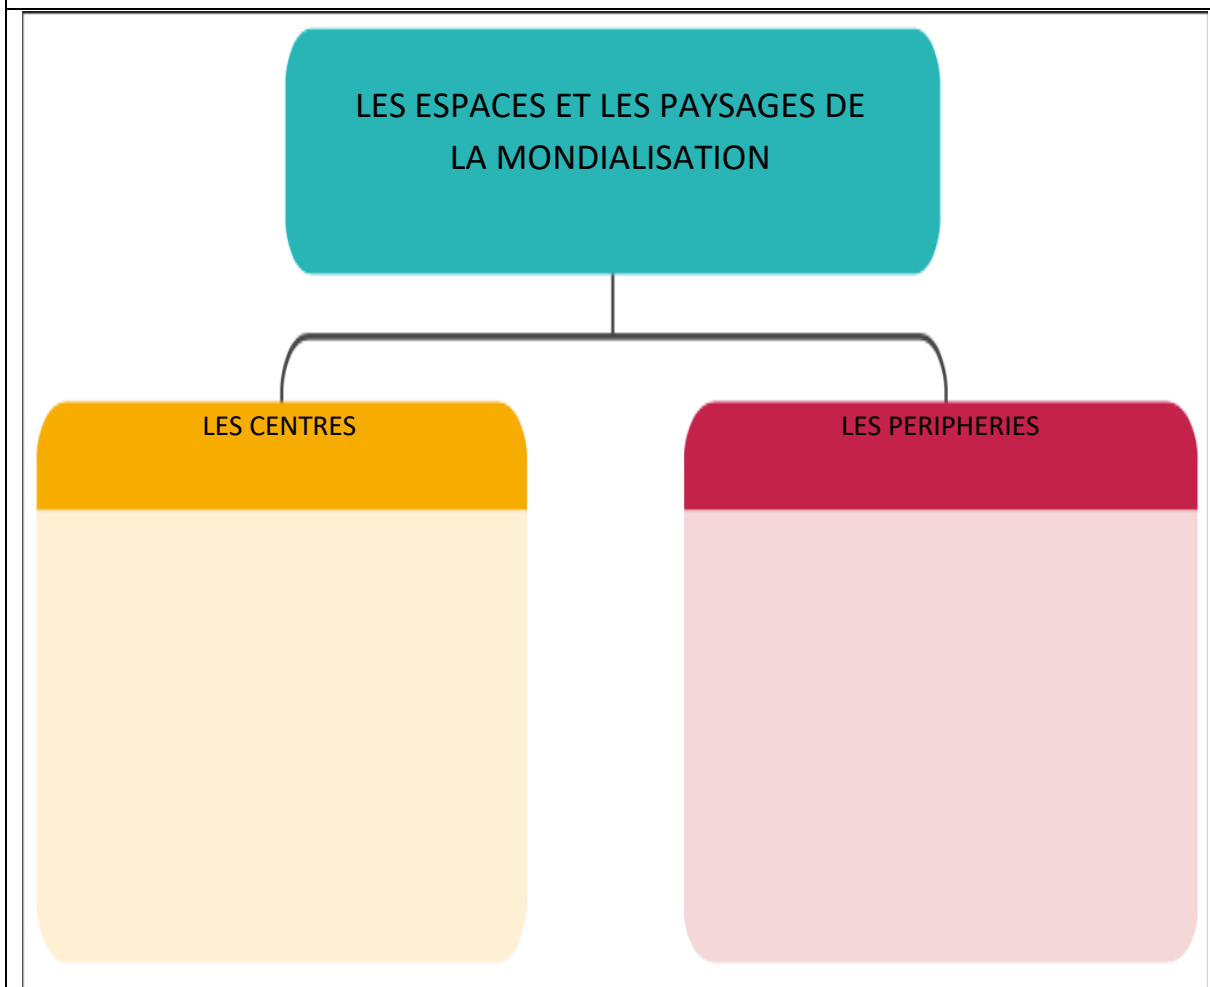 LES ESPACES ET LES PAYSAGES DE
LA MONDIALISATION
LES CENTRES
LES PERIPHERIES